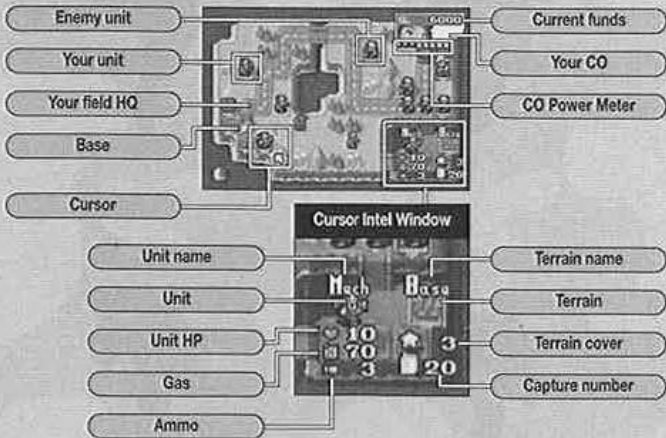 Enemy unit
6000
Current funds
Your unit
Your CO
Your field HQ
CO Power Meter
Base
Cursor
Cursor Intel Window
Unit name
Terrain name
Mech
Base
Unit
Terrain
Unit HP
10
3
Terrain cover
Gas
70
20
Capture number
3
Ammo